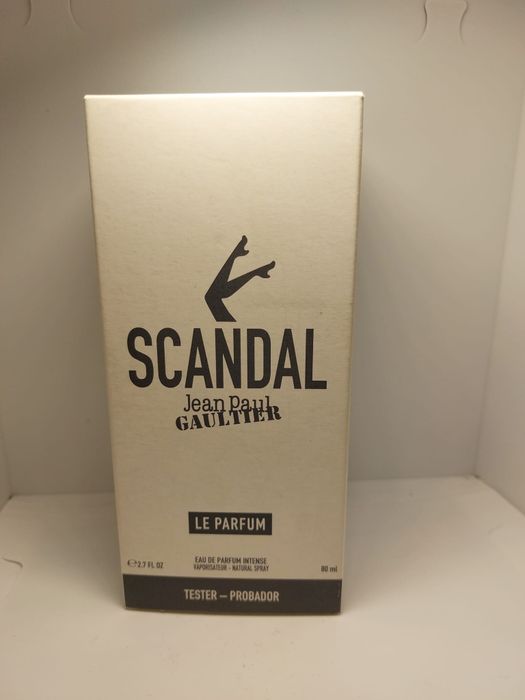 SCANDAL
Jean Paul
GAULTIER
LE PARFUM
EAU DE PARFUM INTENSE
℮2.7 FL OZ VAPORISATEUR - NATURAL SPRAY 80 ml
TESTER – PROBADOR